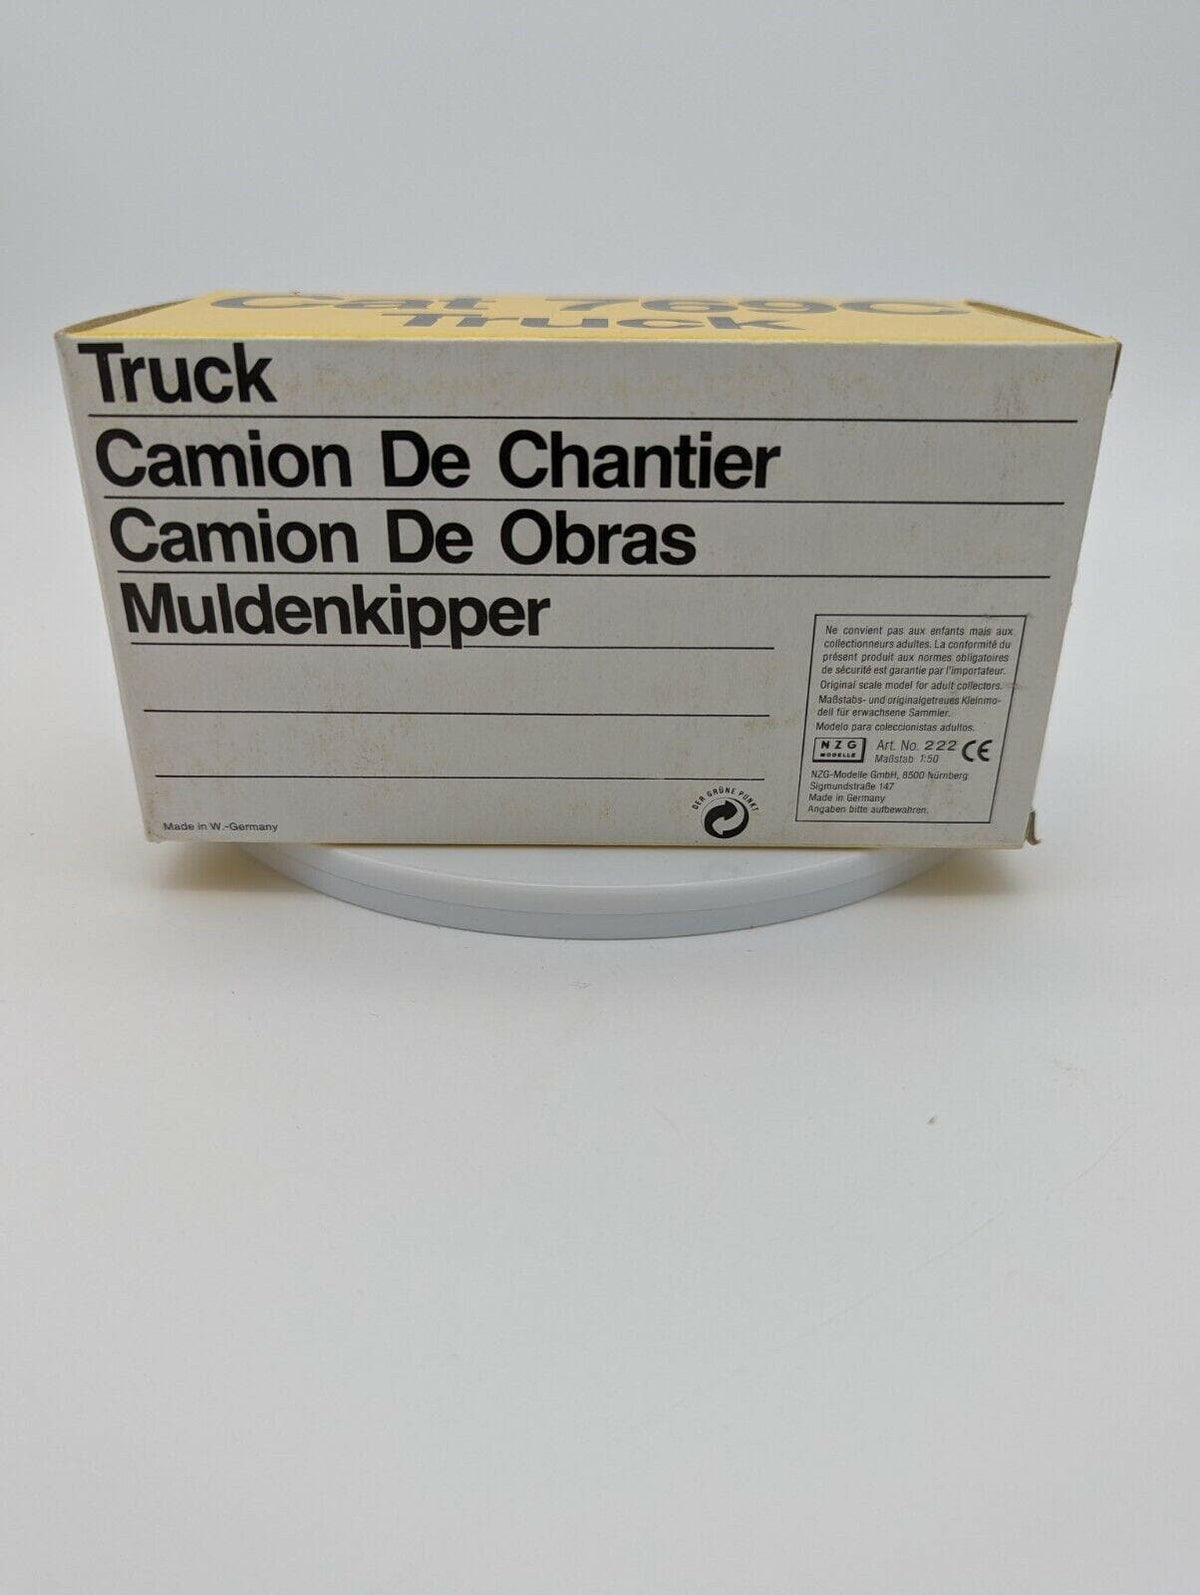 Cat 769C
Truck
Truck
Camion De Chantier
Camion De Obras
Muldenkipper
Ne convient pas aux enfants mais aux
collectionneurs adultes. La conformité du
présent produit aux normes obligatoires
de sécurité est garantie par l'importateur.
Original scale model for adult collectors.
Maßstabs- und originalgetreues Kleinmo-
dell für erwachsene Sammler.
Modelo para coleccionistas adultos.
NZG
MODELLE
Art. No. 222 CE
Maßstab 1:50
NZG-Modelle GmbH, 8500 Nürnberg
Sigmundstraße 147
Made in Germany
Angaben bitte aufbewahren.
DER GRÜNE PUNKT
Made in W.-Germany